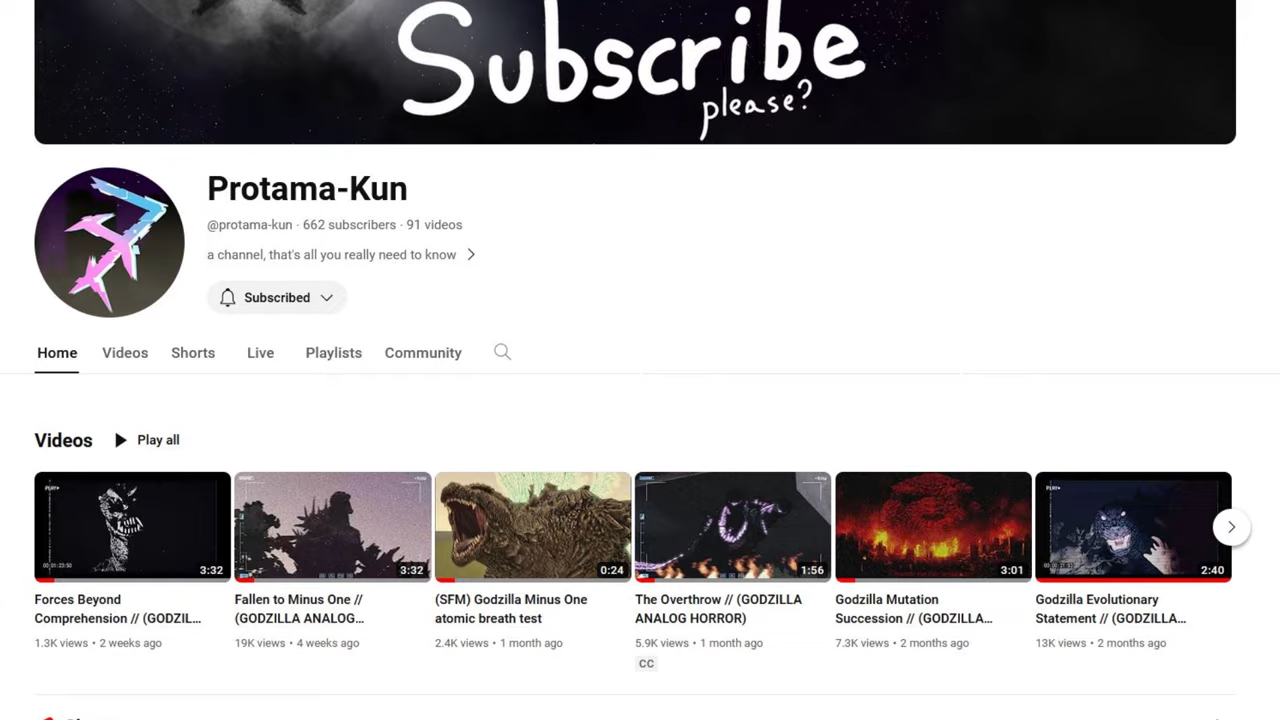 Subscribe
please?
Protama-Kun
@protama-kun · 662 subscribers · 91 videos
a channel, that's all you really need to know
Subscribed
Home Videos Shorts Live Playlists Community
Videos Play all
PLAY
3:32
3:32
0:24
1:56
3:01
PLAY
2:40
Forces Beyond
Comprehension // (GODZIL...
1.3K views • 2 weeks ago
Fallen to Minus One //
(GODZILLA ANALOG...
19K views • 4 weeks ago
(SFM) Godzilla Minus One
atomic breath test
2.4K views • 1 month ago
The Overthrow // (GODZILLA
ANALOG HORROR)
5.9K views • 1 month ago
CC
Godzilla Mutation
Succession // (GODZILLA...
7.3K views • 2 months ago
Godzilla Evolutionary
Statement // (GODZILLA...
13K views • 2 months ago